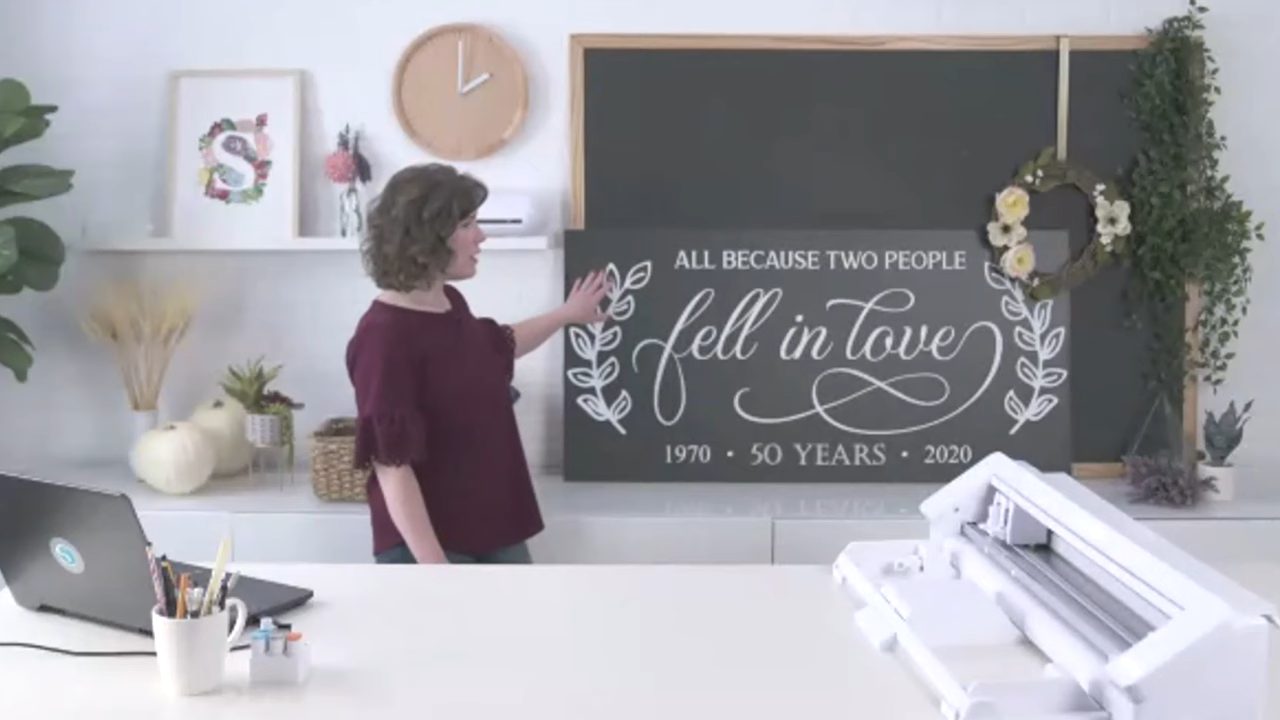 S
ALL BECAUSE TWO PEOPLE
fell in love
1970 • 50 YEARS • 2020
S